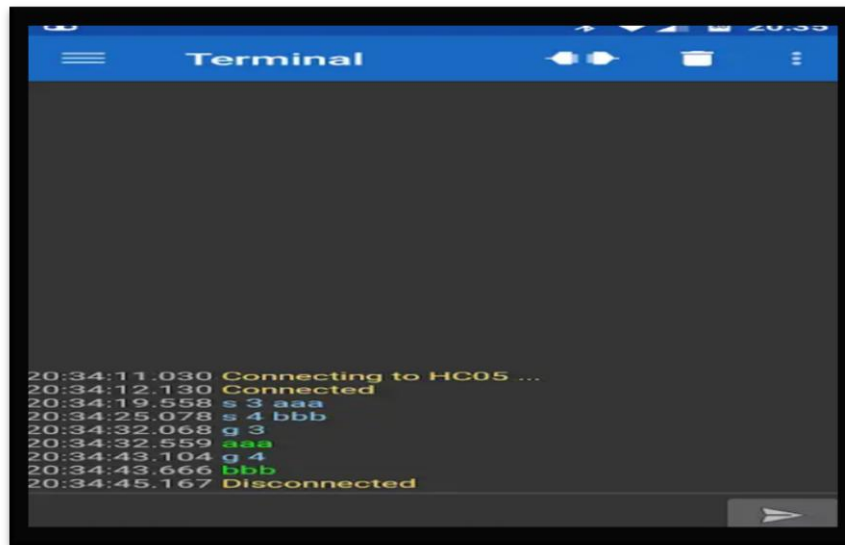 20:35
Terminal
20:34:11.030 Connecting to HC05 ...
20:34:12.130 Connected
20:34:19.558 s 3 aaa
20:34:25.078 s 4 bbb
20:34:32.068 g 3
20:34:32.559 aaa
20:34:43.104 g 4
20:34:43.666 bbb
20:34:45.167 Disconnected